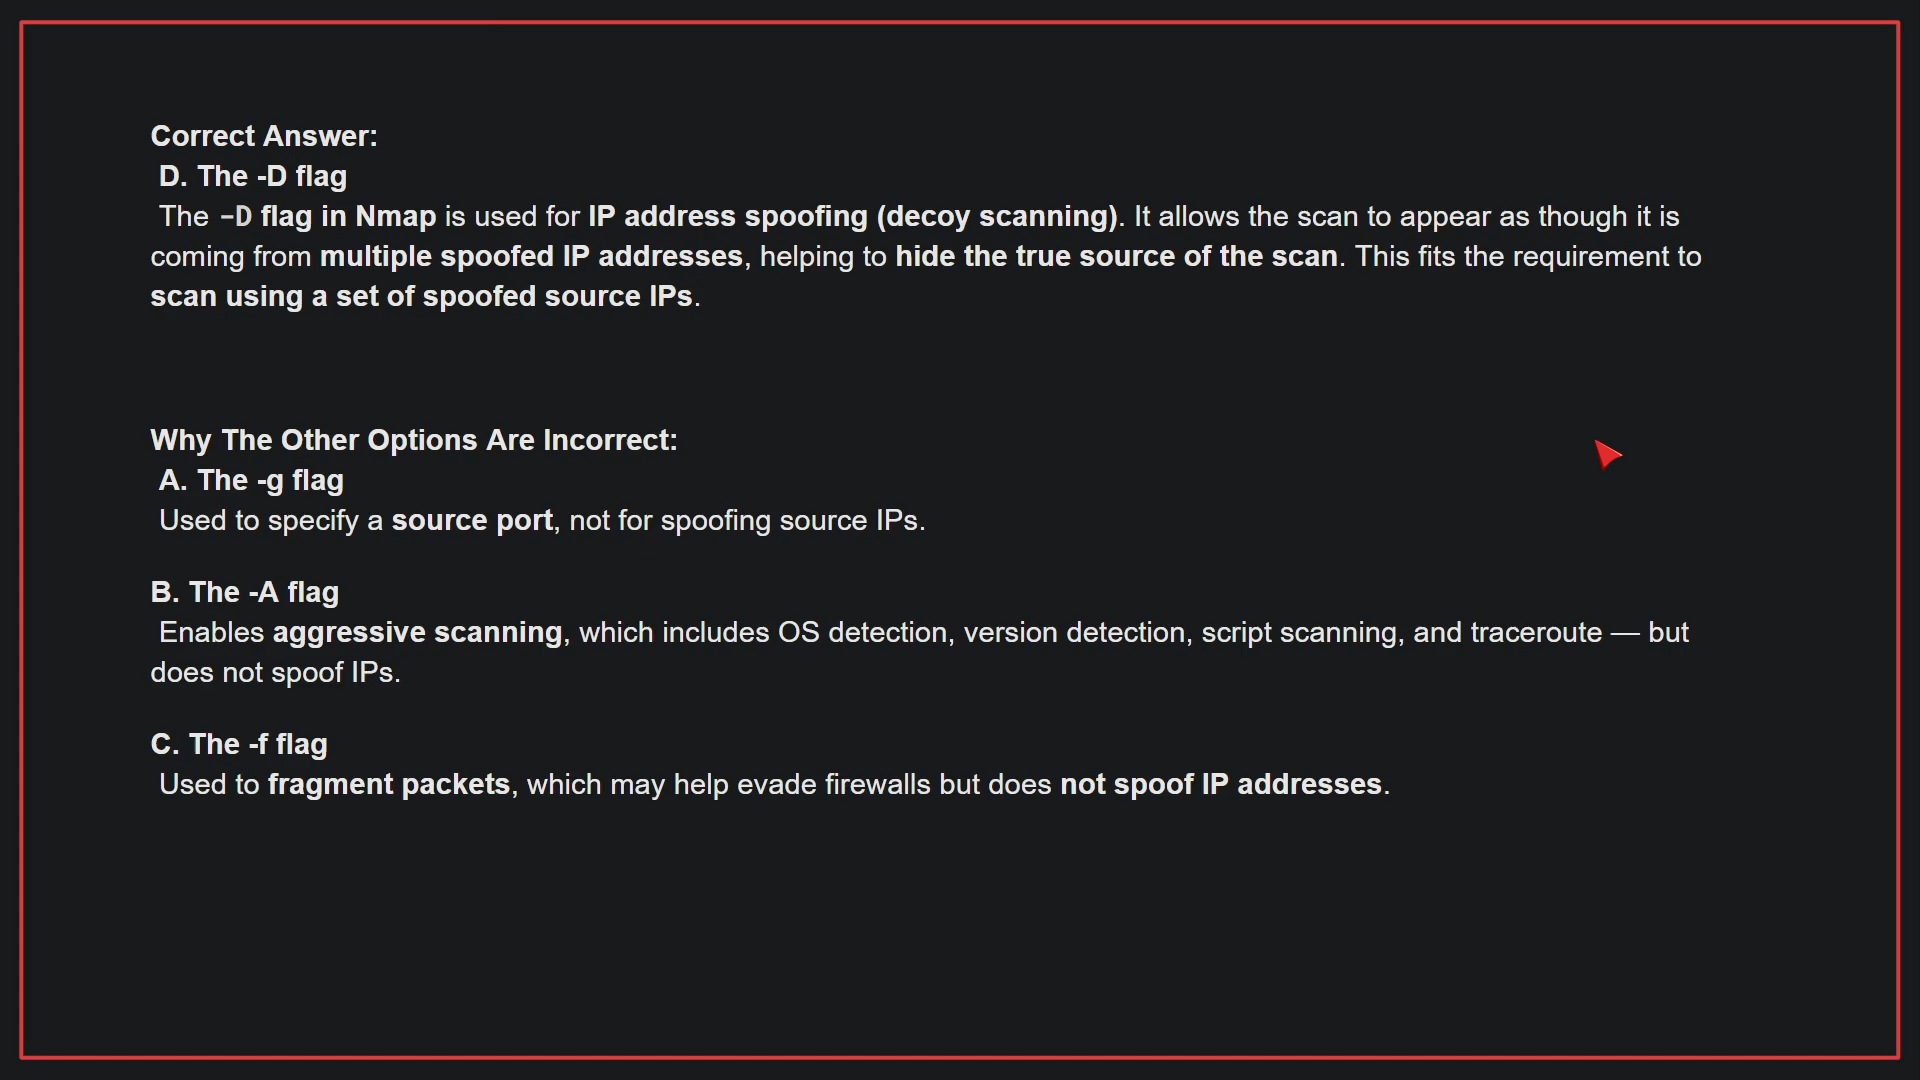 Correct Answer:
D. The -D flag
The -D flag in Nmap is used for IP address spoofing (decoy scanning). It allows the scan to appear as though it is
coming from multiple spoofed IP addresses, helping to hide the true source of the scan. This fits the requirement to
scan using a set of spoofed source IPs.
Why The Other Options Are Incorrect:
A. The -g flag
Used to specify a source port, not for spoofing source IPs.
B. The -A flag
Enables aggressive scanning, which includes OS detection, version detection, script scanning, and traceroute — but
does not spoof IPs.
C. The -f flag
Used to fragment packets, which may help evade firewalls but does not spoof IP addresses.